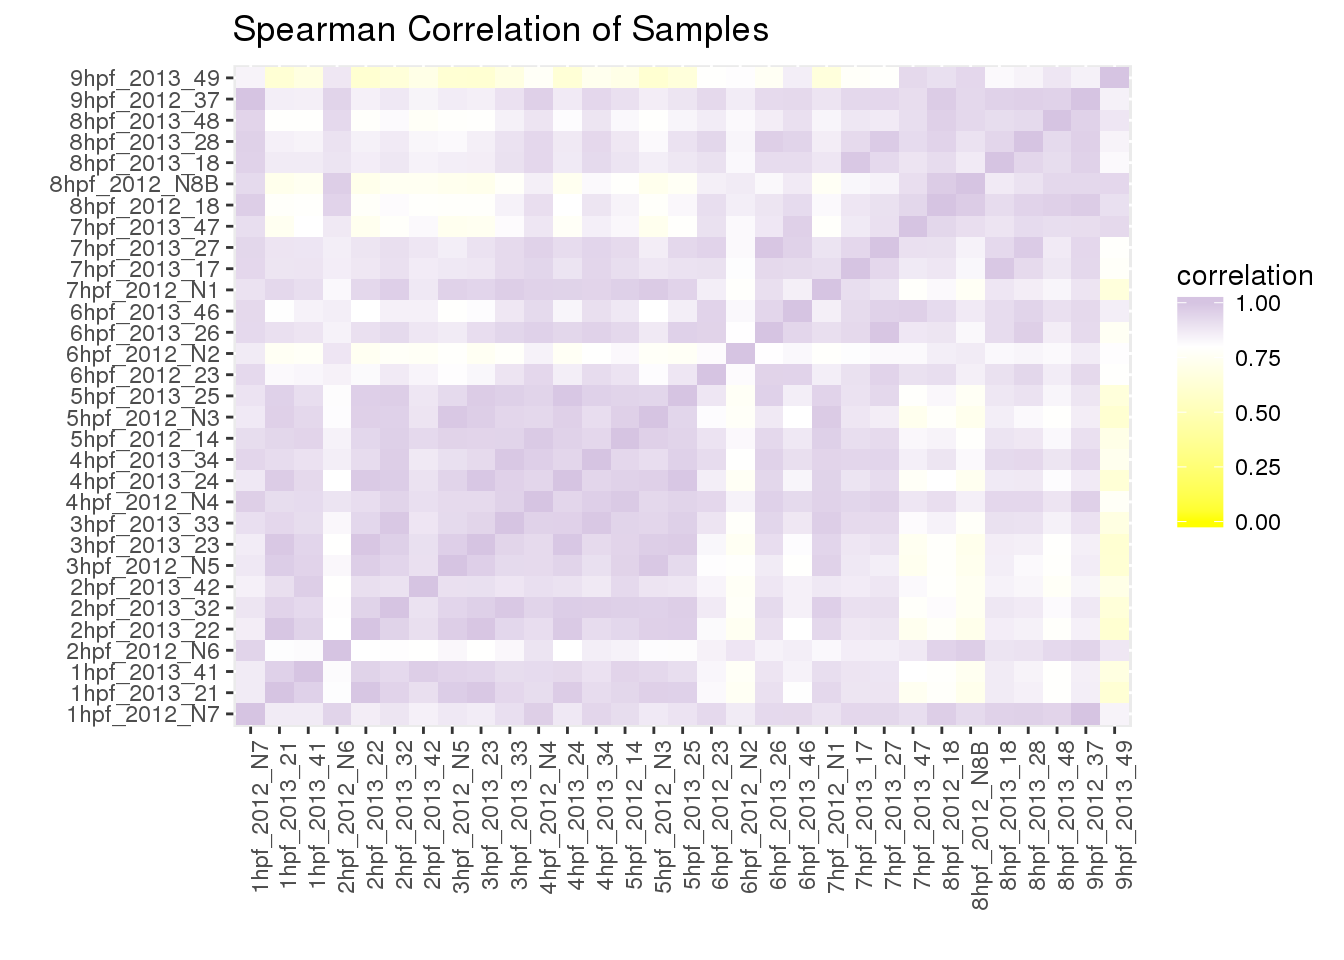 Spearman Correlation of Samples
9hpf_2013_49
9hpf_2012_37
8hpf_2013_48
8hpf_2013_28
8hpf_2013_18
8hpf_2012_N8B
8hpf_2012_18
7hpf_2013_47
7hpf_2013_27
7hpf_2013_17
7hpf_2012_N1
6hpf_2013_46
6hpf_2013_26
6hpf_2012_N2
6hpf_2012_23
5hpf_2013_25
5hpf_2012_N3
5hpf_2012_14
4hpf_2013_34
4hpf_2013_24
4hpf_2012_N4
3hpf_2013_33
3hpf_2013_23
3hpf_2012_N5
2hpf_2013_42
2hpf_2013_32
2hpf_2013_22
2hpf_2012_N6
1hpf_2013_41
1hpf_2013_21
1hpf_2012_N7
1hpf_2012_N7
1hpf_2013_21
1hpf_2013_41
2hpf_2012_N6
2hpf_2013_22
2hpf_2013_32
2hpf_2013_42
3hpf_2012_N5
3hpf_2013_23
3hpf_2013_33
4hpf_2012_N4
4hpf_2013_24
4hpf_2013_34
5hpf_2012_14
5hpf_2012_N3
5hpf_2013_25
6hpf_2012_23
6hpf_2012_N2
6hpf_2013_26
6hpf_2013_46
7hpf_2012_N1
7hpf_2013_17
7hpf_2013_27
7hpf_2013_47
8hpf_2012_18
8hpf_2012_N8B
8hpf_2013_18
8hpf_2013_28
8hpf_2013_48
9hpf_2012_37
9hpf_2013_49
correlation
1.00
0.75
0.50
0.25
0.00